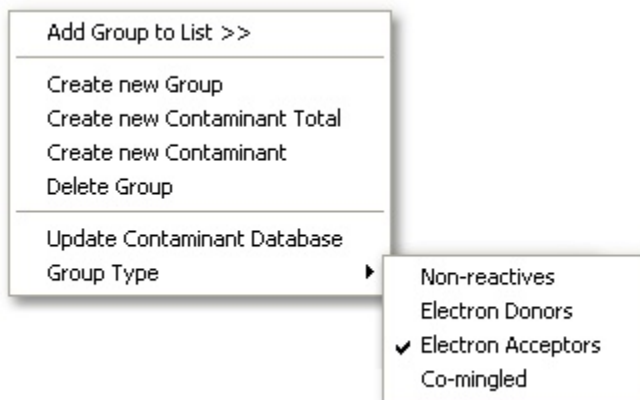 Add Group to List >>
Create new Group
Create new Contaminant Total
Create new Contaminant
Delete Group
Update Contaminant Database
Group Type
Non-reactives
Electron Donors
Electron Acceptors
Co-mingled